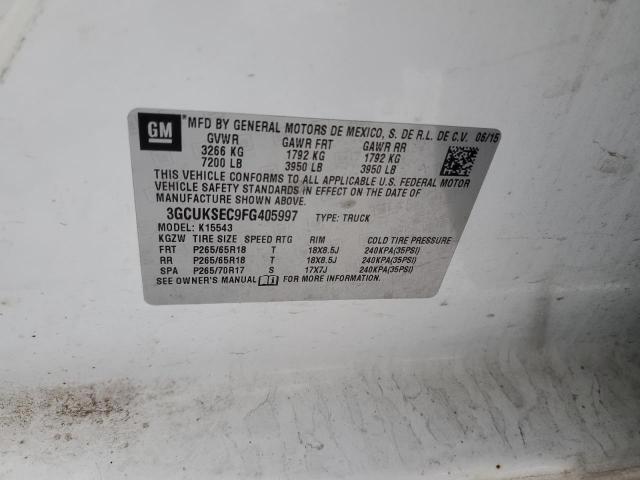 GM *MFD BY GENERAL MOTORS DE MEXICO, S. DE R.L. DE C.V. 06/15
GVWR GAWR FRT GAWR RR
3266 KG 1792 KG 1792 KG
7200 LB 3950 LB 3950 LB
THIS VEHICLE CONFORMS TO ALL APPLICABLE U.S. FEDERAL MOTOR
VEHICLE SAFETY STANDARDS IN EFFECT ON THE DATE OF
MANUFACTURE SHOWN ABOVE.
3GCUKSEC9FG405997 TYPE: TRUCK
MODEL: K15543
KGZW TIRE SIZE SPEED RTG RIM COLD TIRE PRESSURE
FRT P265/65R18 T 18X8.5J 240KPA(35PSI)
RR P265/65R18 T 18X8.5J 240KPA(35PSI)
SPA P265/70R17 S 17X7J 240KPA(35PSI)
SEE OWNER'S MANUAL FOR MORE INFORMATION.